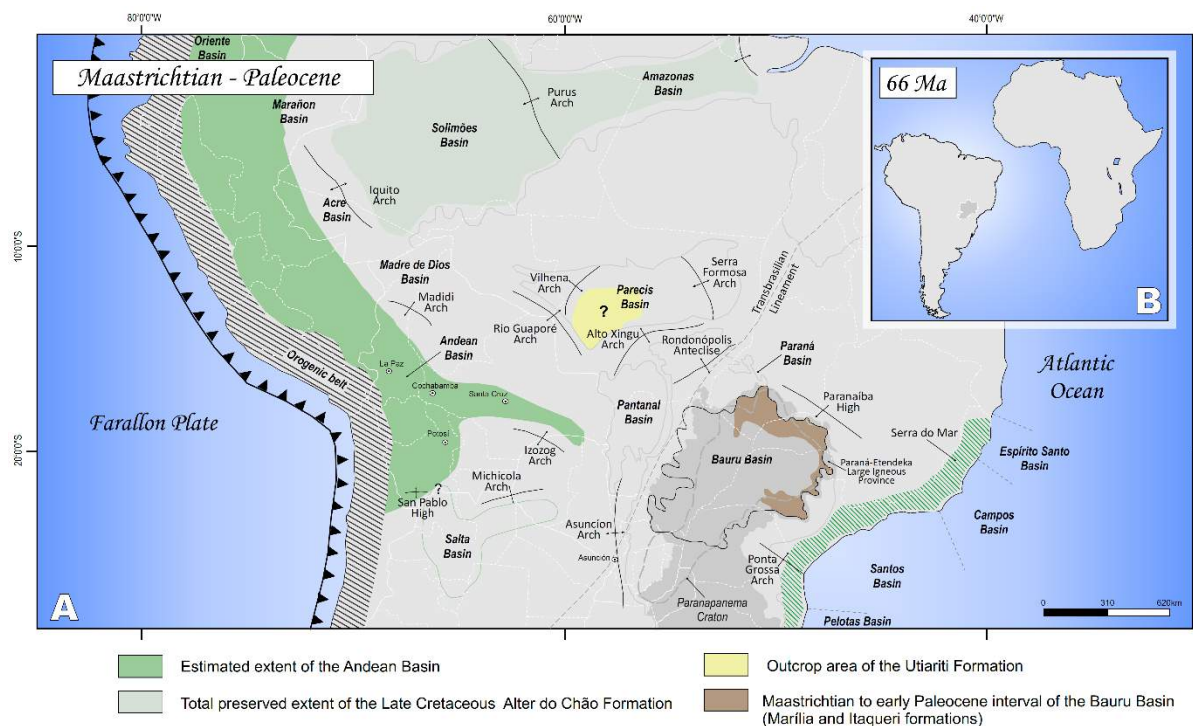 80°0'0"W
60°0'0"W
40°0'0"W
Oriente
Basin
Maastrichtian - Paleocene
Marañon
Basin
Purus
Arch
Amazonas
Basin
Solimões
Basin
66 Ma
B
Iquito
Arch
Acre
Basin
10°0'0"S
Madre de Dios
Basin
Madidi
Arch
Vilhena
Arch
Parecis
Basin
Serra
Formosa
Arch
Transbrasilian
Lineament
?
Rio Guaporé
Arch
Alto Xingu
Arch
Rondonópolis
Anteclise
Andean
Basin
Paraná
Basin
Atlantic
Ocean
Orogenic belt
La Paz
Cochabamba
Santa Cruz
Farallon Plate
Pantanal
Basin
Paranaíba
High
Potosí
20°0'0"S
Izozog
Arch
Bauru Basin
Serra do Mar
Espírito Santo
Basin
Paraná-Etendeka
Large Igneous
Province
Michicola
Arch
?
San Pablo
High
Campos
Basin
Asuncion
Arch
Salta
Basin
Asunción
Ponta
Grossa
Arch
Santos
Basin
Paranapanema
Craton
Pelotas Basin
0 310 620km
A
Estimated extent of the Andean Basin
Outcrop area of the Utiariti Formation
Total preserved extent of the Late Cretaceous Alter do Chão Formation
Maastrichtian to early Paleocene interval of the Bauru Basin
(Marília and Itaqueri formations)